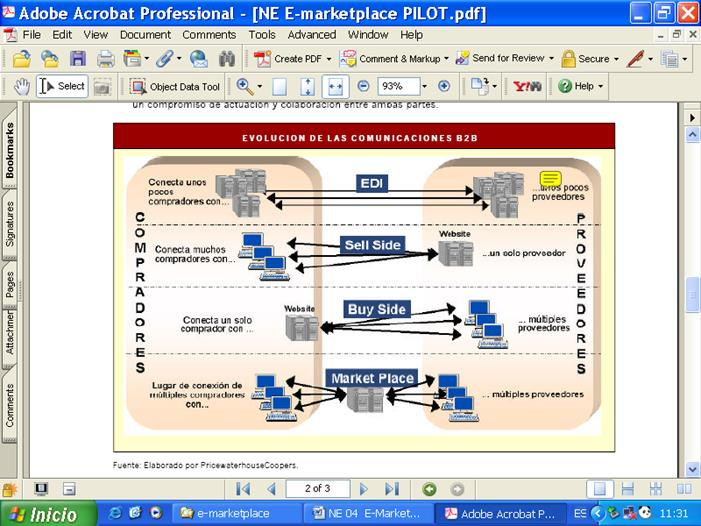 Adobe Acrobat Professional - [NE E-marketplace PILOT.pdf]
File Edit View Document Comments Tools Advanced Window Help
Create PDF Comment & Markup Send for Review Secure
Select Object Data Tool 93% Y! Help
Bookmarks
Signatures
Pages
Attachmen
Comments
un compromiso de actuación y colaboración entre ambas partes.
EVOLUCION DE LAS COMUNICACIONES B2B
COMPRADORES
PROVEEDORES
Conecta unos
pocos
compradores con...
EDI
...unos pocos
proveedores
Conecta muchos
compradores con...
Sell Side
Website
...un solo proveedor
Conecta un solo
comprador con ...
Website
Buy Side
... múltiples
proveedores
Lugar de conexión de
múltiples compradores
con...
Market Place
... múltiples proveedores
Fuente: Elaborado por PricewaterhouseCoopers.
2 of 3
Inicio e-marketplace NE 04 E-Market... Adobe Acrobat P... ES 11:31